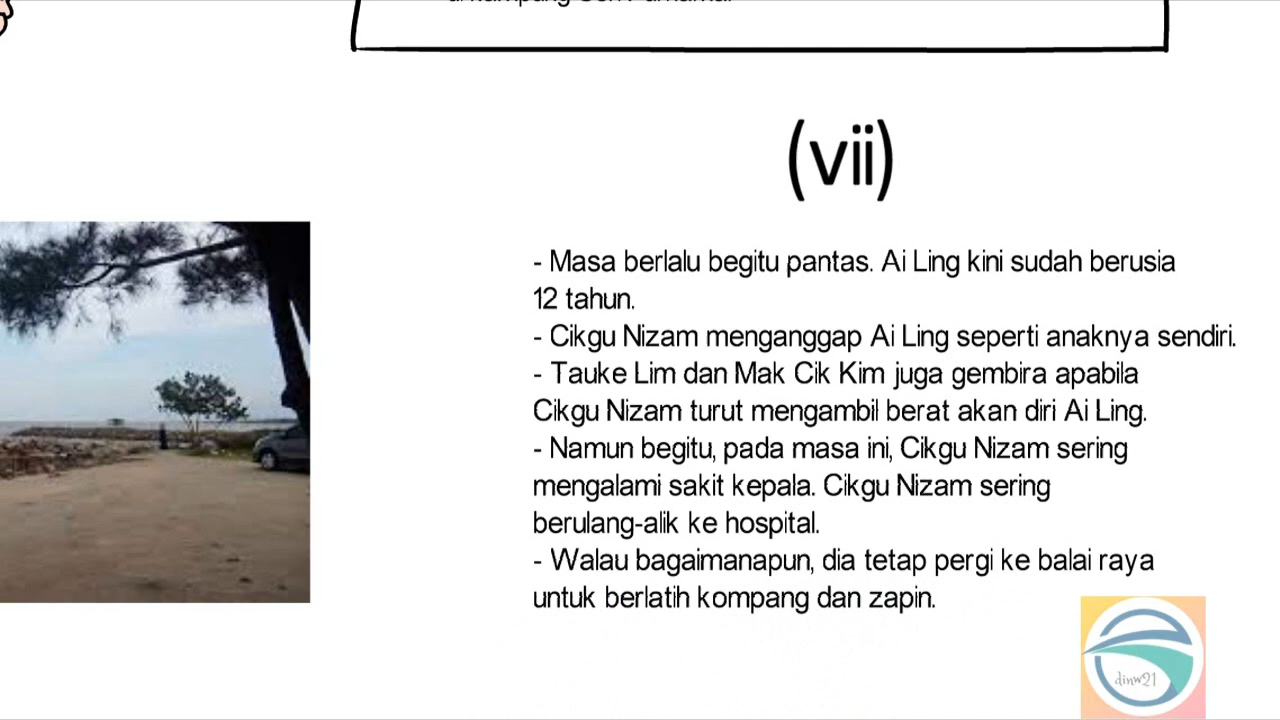 (vii)
- Masa berlalu begitu pantas. Ai Ling kini sudah berusia
12 tahun.
- Cikgu Nizam menganggap Ai Ling seperti anaknya sendiri.
- Tauke Lim dan Mak Cik Kim juga gembira apabila
Cikgu Nizam turut mengambil berat akan diri Ai Ling.
- Namun begitu, pada masa ini, Cikgu Nizam sering
mengalami sakit kepala. Cikgu Nizam sering
berulang-alik ke hospital.
- Walau bagaimanapun, dia tetap pergi ke balai raya
untuk berlatih kompang dan zapin.
dinw21